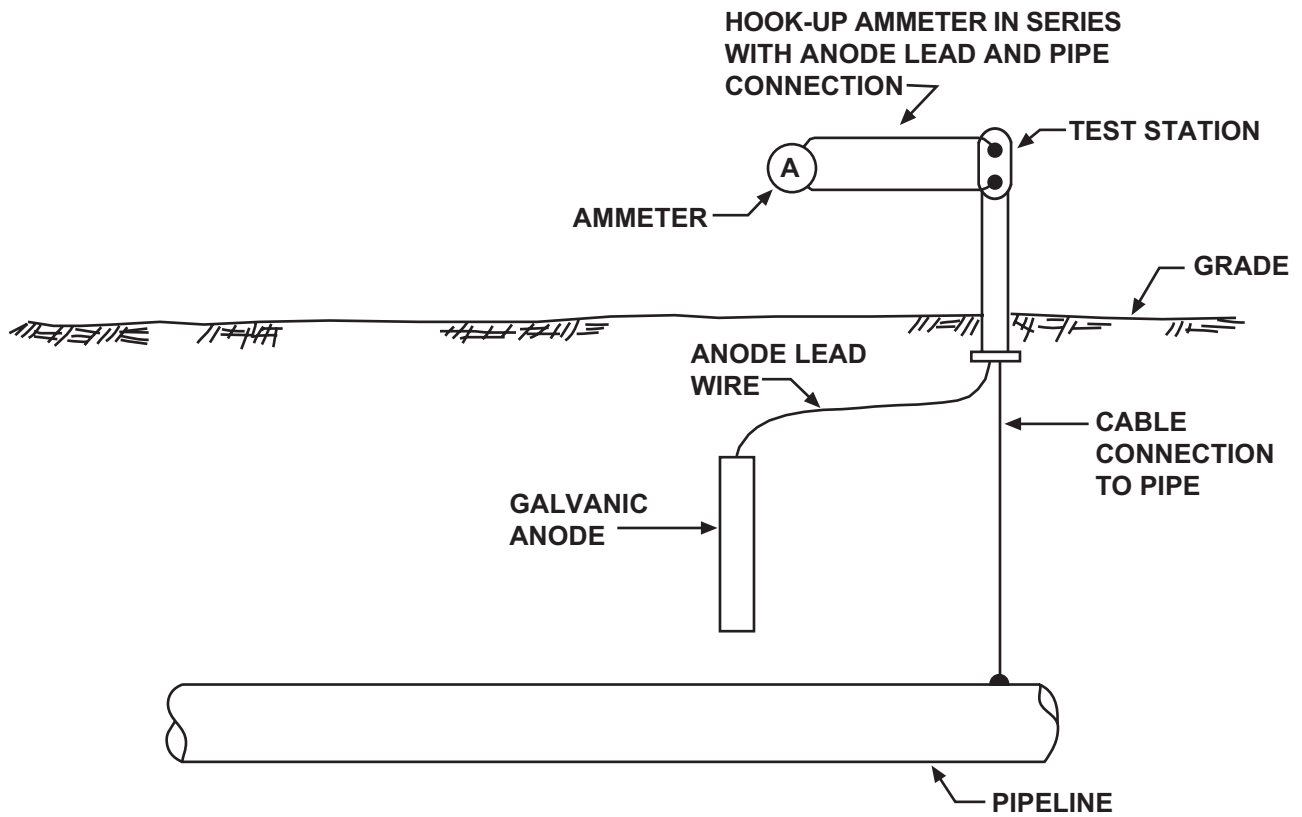 HOOK-UP AMMETER IN SERIES
WITH ANODE LEAD AND PIPE
CONNECTION
TEST STATION
A
AMMETER
GRADE
ANODE LEAD
WIRE
CABLE
CONNECTION
TO PIPE
GALVANIC
ANODE
PIPELINE